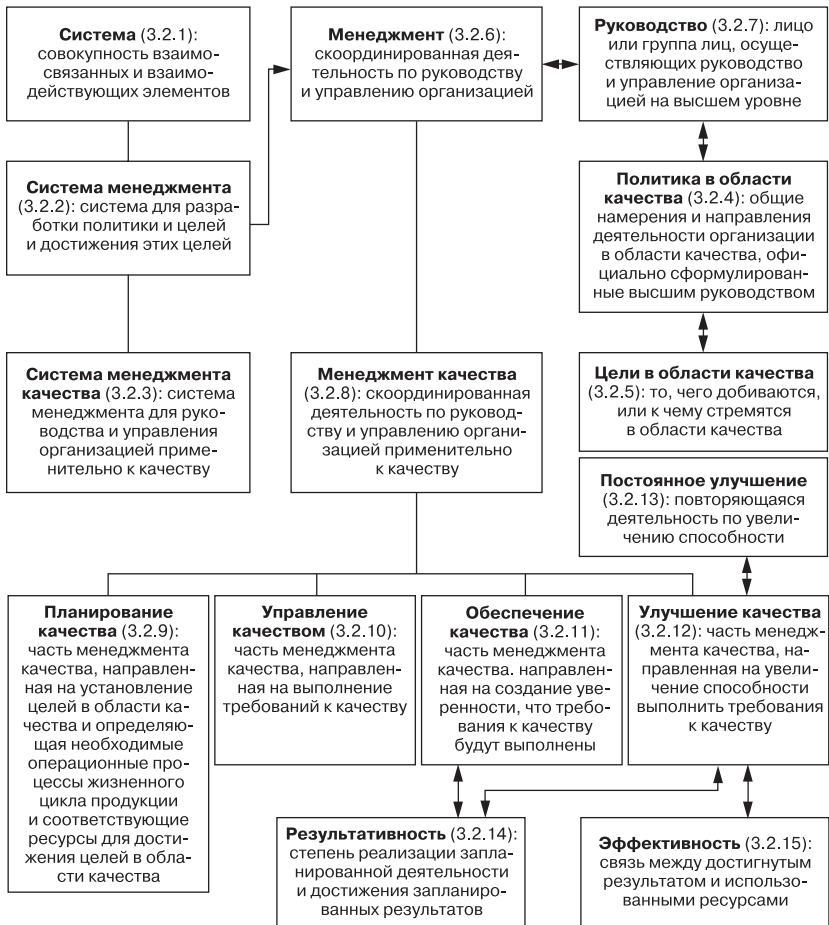 Система (3.2.1):
совокупность взаимо-
связанных и взаимо-
действующих элементов
Менеджмент (3.2.6):
скоординированная дея-
тельность по руководству
и управлению организацией
Руководство (3.2.7): лицо
или группа лиц, осуще-
ствляющих руководство
и управление организа-
цией на высшем уровне
Система менеджмента
(3.2.2): система для разра-
ботки политики и целей
и достижения этих целей
Политика в области
качества (3.2.4): общие
намерения и направления
деятельности организации
в области качества, офи-
циально сформулирован-
ные высшим руководством
Система менеджмента
качества (3.2.3): система
менеджмента для руко-
водства и управления
организацией приме-
нительно к качеству
Менеджмент качества
(3.2.8): скоординированная
деятельность по руковод-
ству и управлению органи-
зацией применительно
к качеству
Цели в области качества
(3.2.5): то, чего добиваются,
или к чему стремятся
в области качества
Постоянное улучшение
(3.2.13): повторяющаяся
деятельность по увели-
чению способности
Планирование
качества (3.2.9):
часть менеджмента
качества, направленная
на установление
целей в области ка-
чества и определяю-
щая необходимые
операционные про-
цессы жизненного
цикла продукции
и соответствующие
ресурсы для дости-
жения целей в обла-
сти качества
Управление
качеством (3.2.10):
часть менеджмента
качества, направлен-
ная на выполнение
требований к качеству
Обеспечение
качества (3.2.11):
часть менеджмента
качества. направлен-
ная на создание уве-
ренности, что требо-
вания к качеству
будут выполнены
Улучшение качества
(3.2.12): часть менедж-
мента качества, на-
правленная на увели-
чение способности
выполнить требования
к качеству
Результативность (3.2.14):
степень реализации запла-
нированной деятельности
и достижения запланиро-
ванных результатов
Эффективность (3.2.15):
связь между достигнутым
результатом и использо-
ванными ресурсами